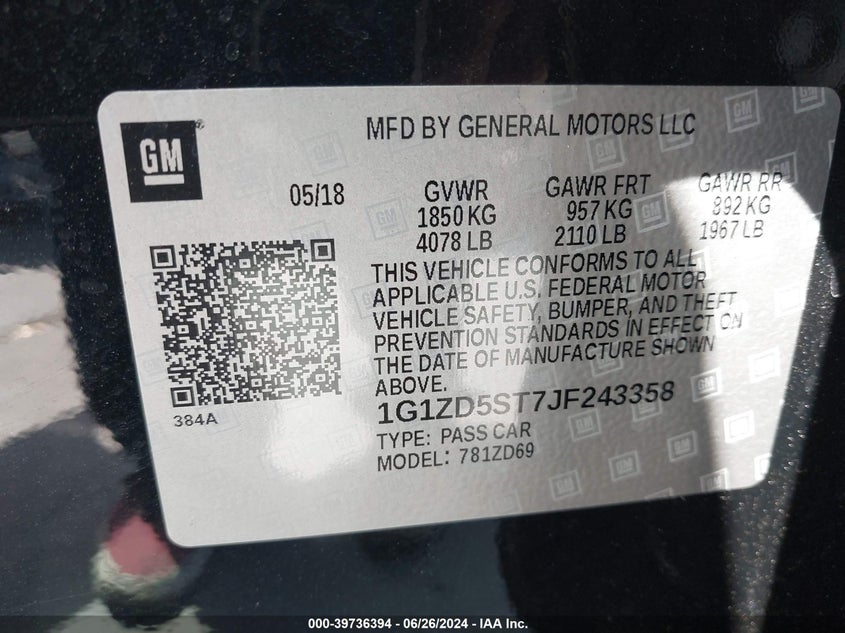 GM
MFD BY GENERAL MOTORS LLC
05/18
GVWR
1850 KG
4078 LB
GAWR FRT
957 KG
2110 LB
GAWR RR
892 KG
1967 LB
THIS VEHICLE CONFORMS TO ALL
APPLICABLE U.S. FEDERAL MOTOR
VEHICLE SAFETY, BUMPER, AND THEFT
PREVENTION STANDARDS IN EFFECT ON
THE DATE OF MANUFACTURE SHOWN
ABOVE.
384A
1G1ZD5ST7JF243358
TYPE: PASS CAR
MODEL: 781ZD69
000-39736394 - 06/26/2024 - IAA Inc.